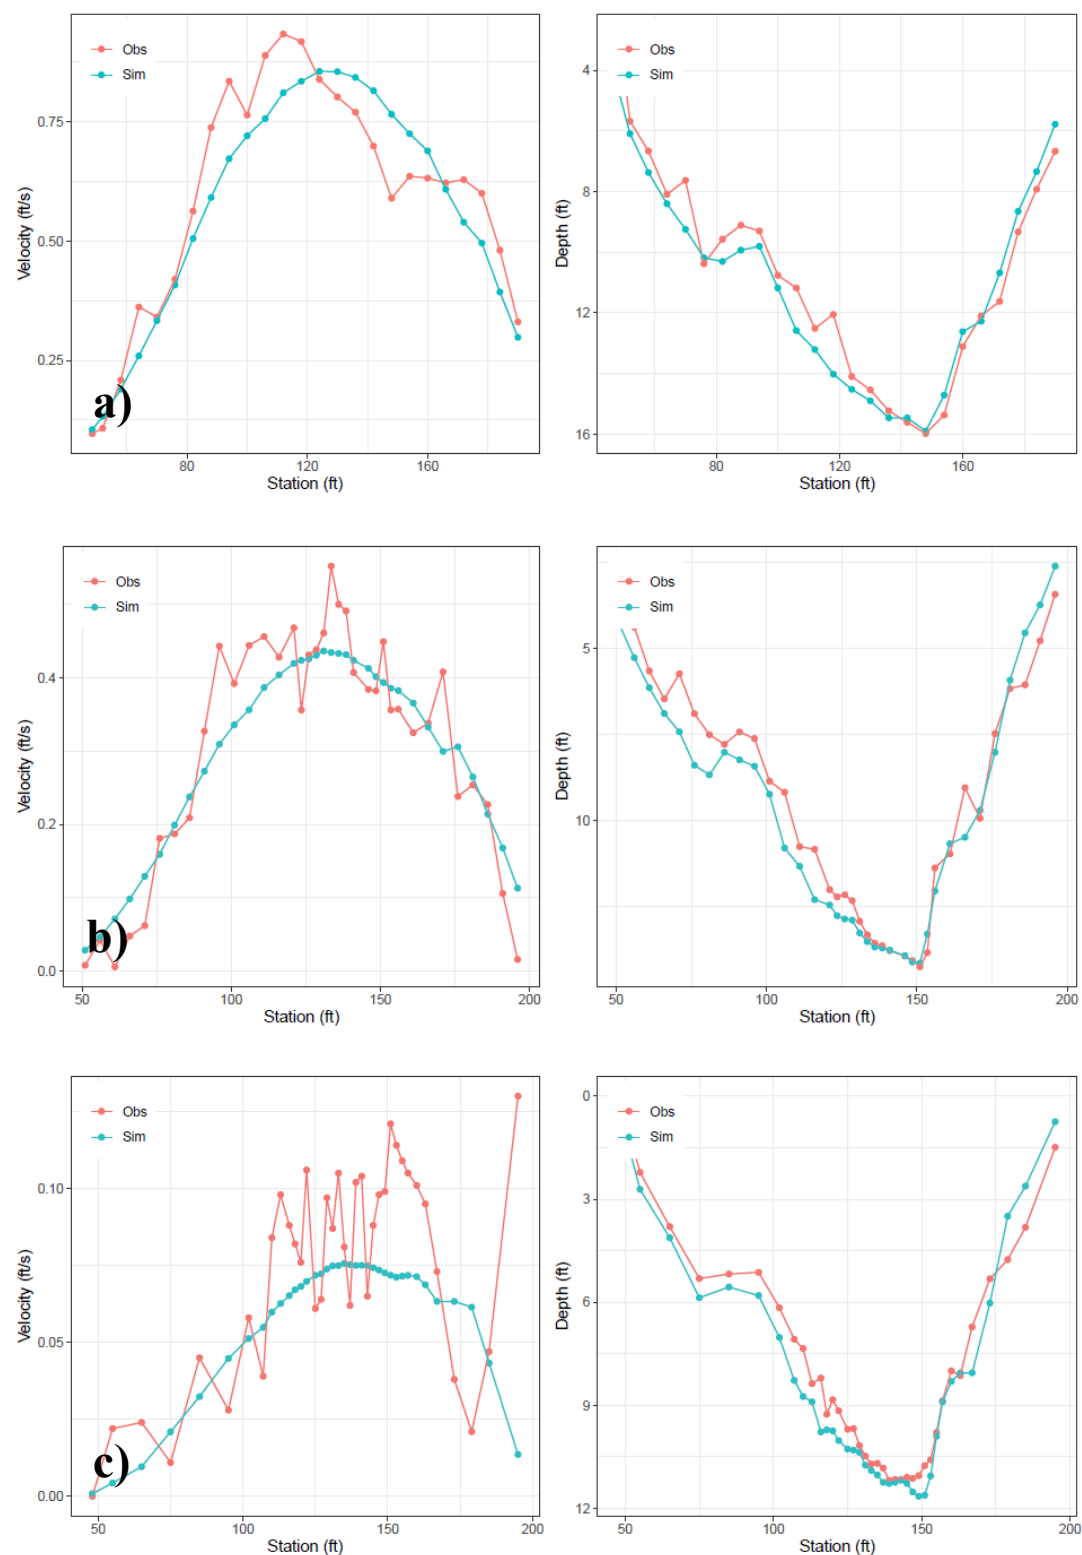 Obs
Sim
0.75
0.50
0.25
Velocity (ft/s)
80
120
160
Station (ft)
a)
Obs
Sim
4
8
12
16
Depth (ft)
80
120
160
Station (ft)
Obs
Sim
0.4
0.2
0.0
Velocity (ft/s)
50
100
150
200
Station (ft)
b)
Obs
Sim
5
10
Depth (ft)
50
100
150
200
Station (ft)
Obs
Sim
0.10
0.05
0.00
Velocity (ft/s)
50
100
150
200
Station (ft)
c)
Obs
Sim
0
3
6
9
12
Depth (ft)
50
100
150
200
Station (ft)